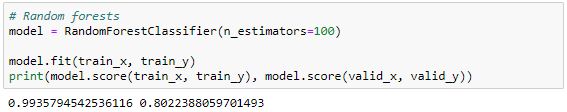 # Random forests
model = RandomForestClassifier(n_estimators=100)
model.fit(train_x, train_y)
print(model.score(train_x, train_y), model.score(valid_x, valid_y))
0.9935794542536116 0.8022388059701493